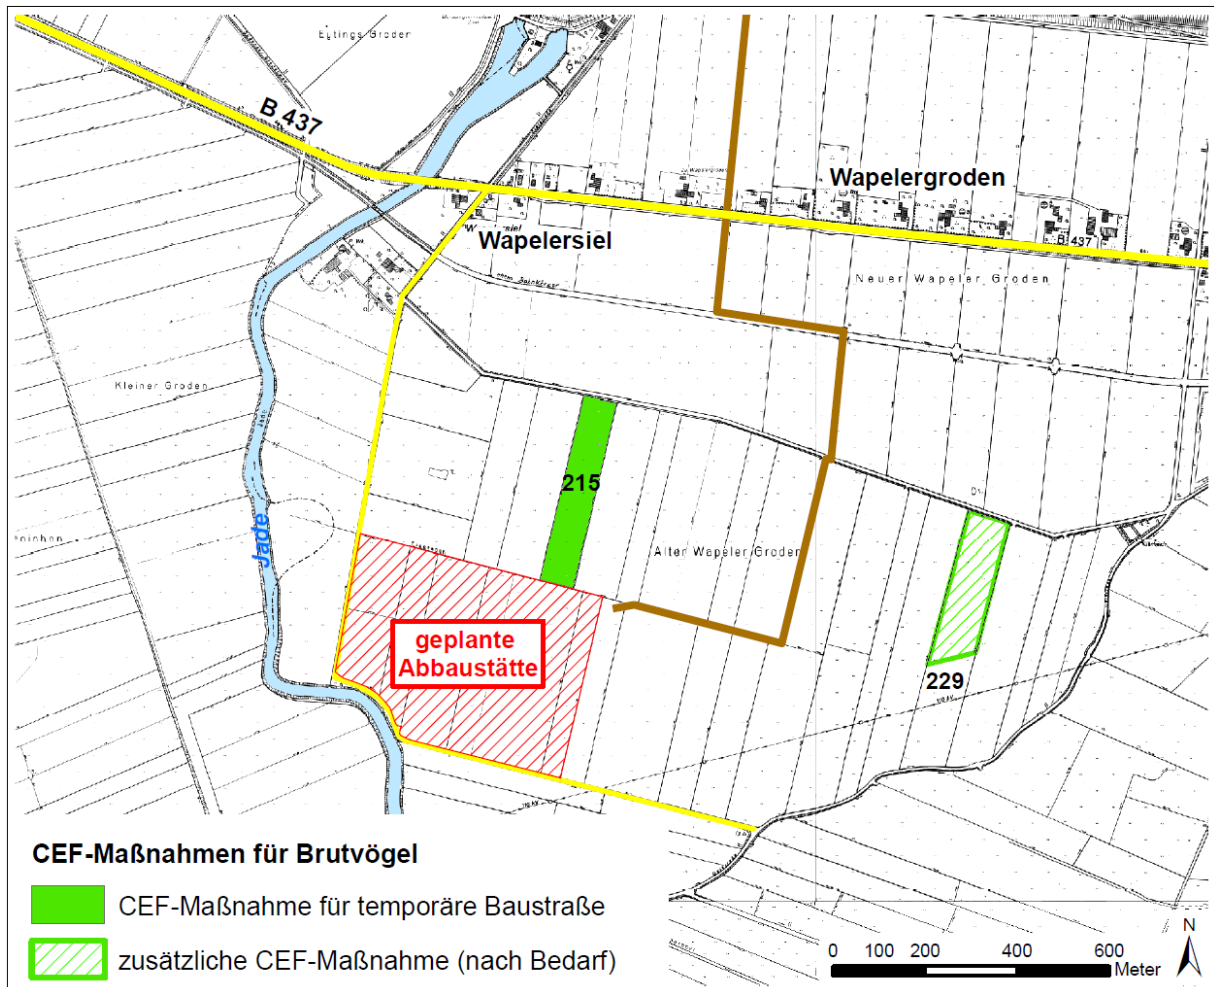 Eytings Groden
B 437
Wapelergroden
Wapelersiel
B 437
Neuer Wapeler Groden
Kleiner Groden
Jade
215
Alter Wapeler Groden
Jade
geplante
Abbaustätte
229
CEF-Maßnahmen für Brutvögel
CEF-Maßnahme für temporäre Baustraße
zusätzliche CEF-Maßnahme (nach Bedarf)
N
0 100 200 400 600
Meter